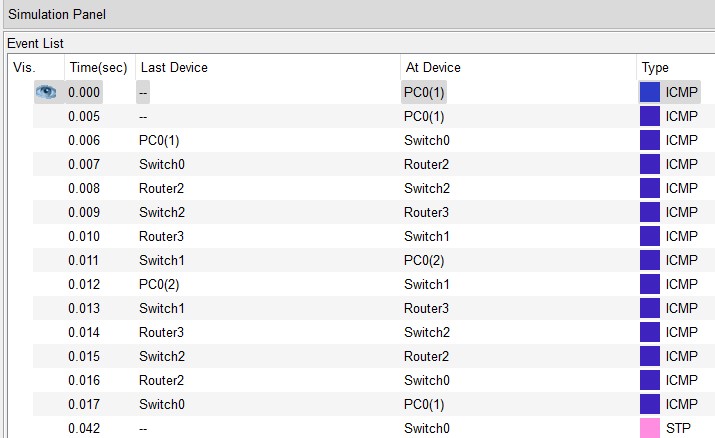 Simulation Panel
Event List
Vis. Time(sec) Last Device At Device Type
0.000 -- PC0(1) ICMP
0.005 -- PC0(1) ICMP
0.006 PC0(1) Switch0 ICMP
0.007 Switch0 Router2 ICMP
0.008 Router2 Switch2 ICMP
0.009 Switch2 Router3 ICMP
0.010 Router3 Switch1 ICMP
0.011 Switch1 PC0(2) ICMP
0.012 PC0(2) Switch1 ICMP
0.013 Switch1 Router3 ICMP
0.014 Router3 Switch2 ICMP
0.015 Switch2 Router2 ICMP
0.016 Router2 Switch0 ICMP
0.017 Switch0 PC0(1) ICMP
0.042 -- Switch0 STP